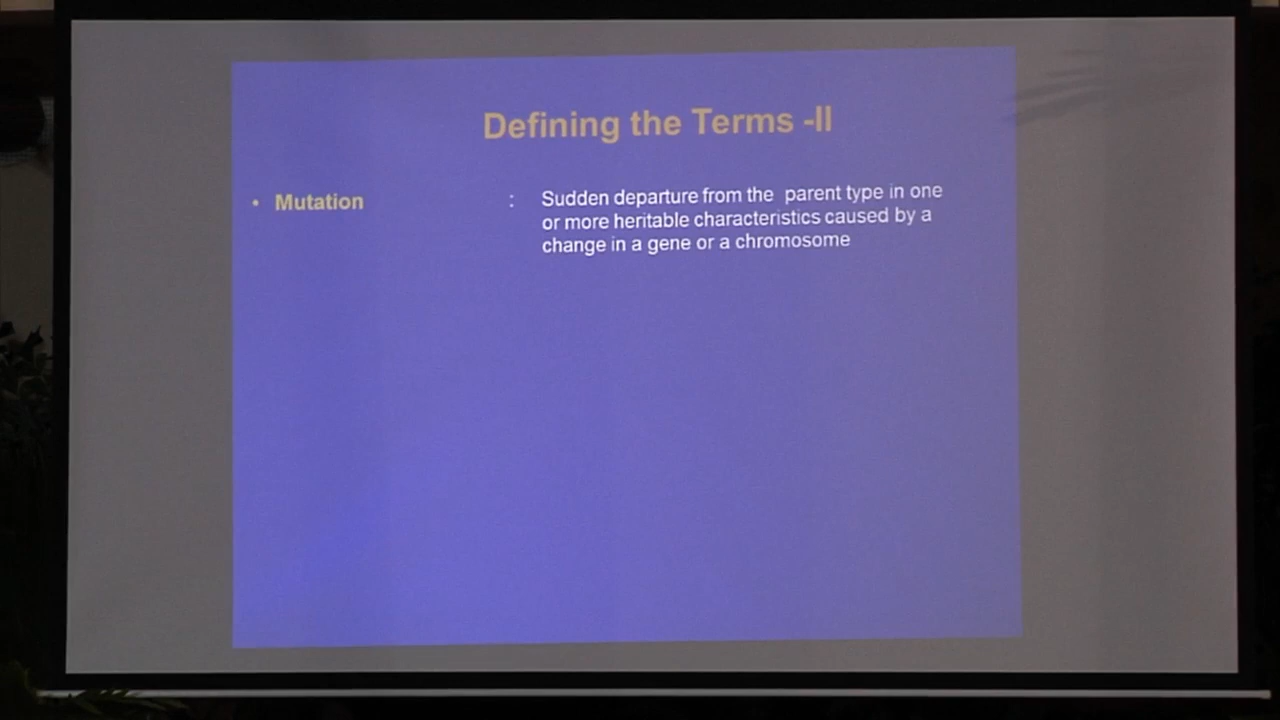 Defining the Terms -II
• Mutation : Sudden departure from the parent type in one
or more heritable characteristics caused by a
change in a gene or a chromosome